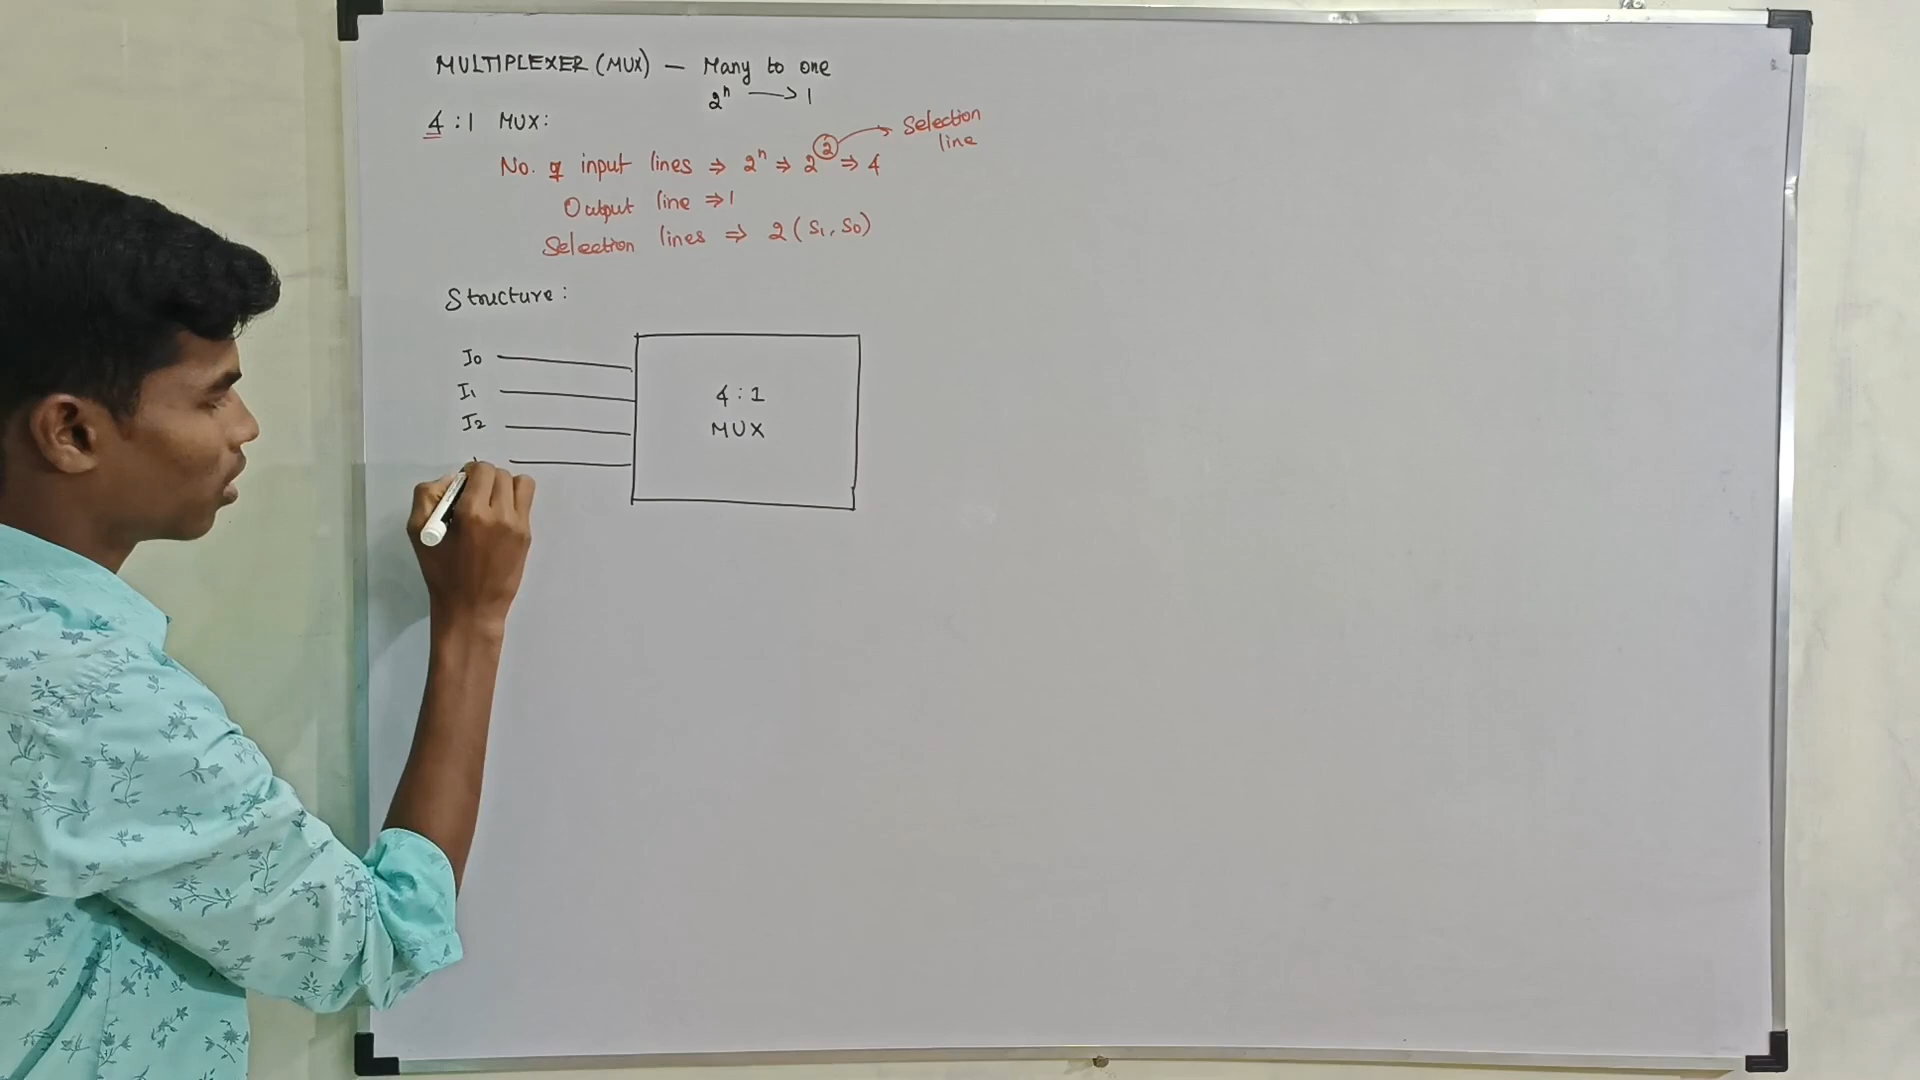 MULTIPLEXER (MUX) — Many to one
2ⁿ ⟶ 1
4 : 1 MUX:
No. of input lines ⇒ 2ⁿ ⇒ 2² ⇒ 4
Selection
line
Output line ⇒ 1
Selection lines ⇒ 2 (S₁, S₀)
Structure :
I₀
I₁
I₂
4 : 1
MUX